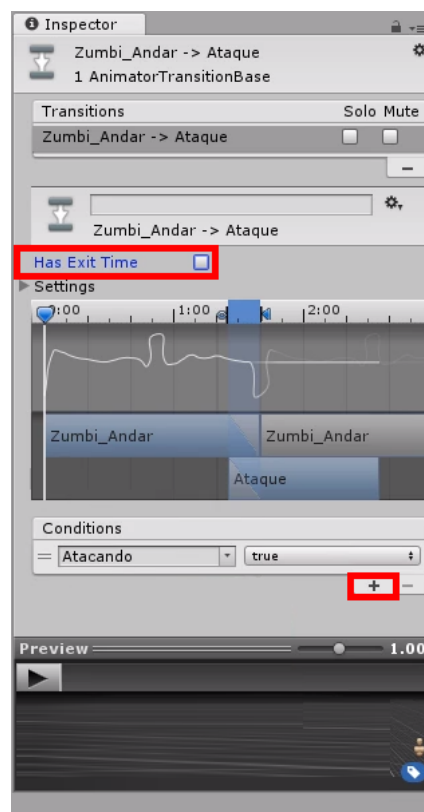 Inspector
Zumbi_Andar -> Ataque
1 AnimatorTransitionBase
Transitions Solo Mute
Zumbi_Andar -> Ataque
Zumbi_Andar -> Ataque
Has Exit Time
Settings
0:00 1:00 2:00
Zumbi_Andar Zumbi_Andar
Ataque
Conditions
= Atacando true
+ −
Preview 1.00